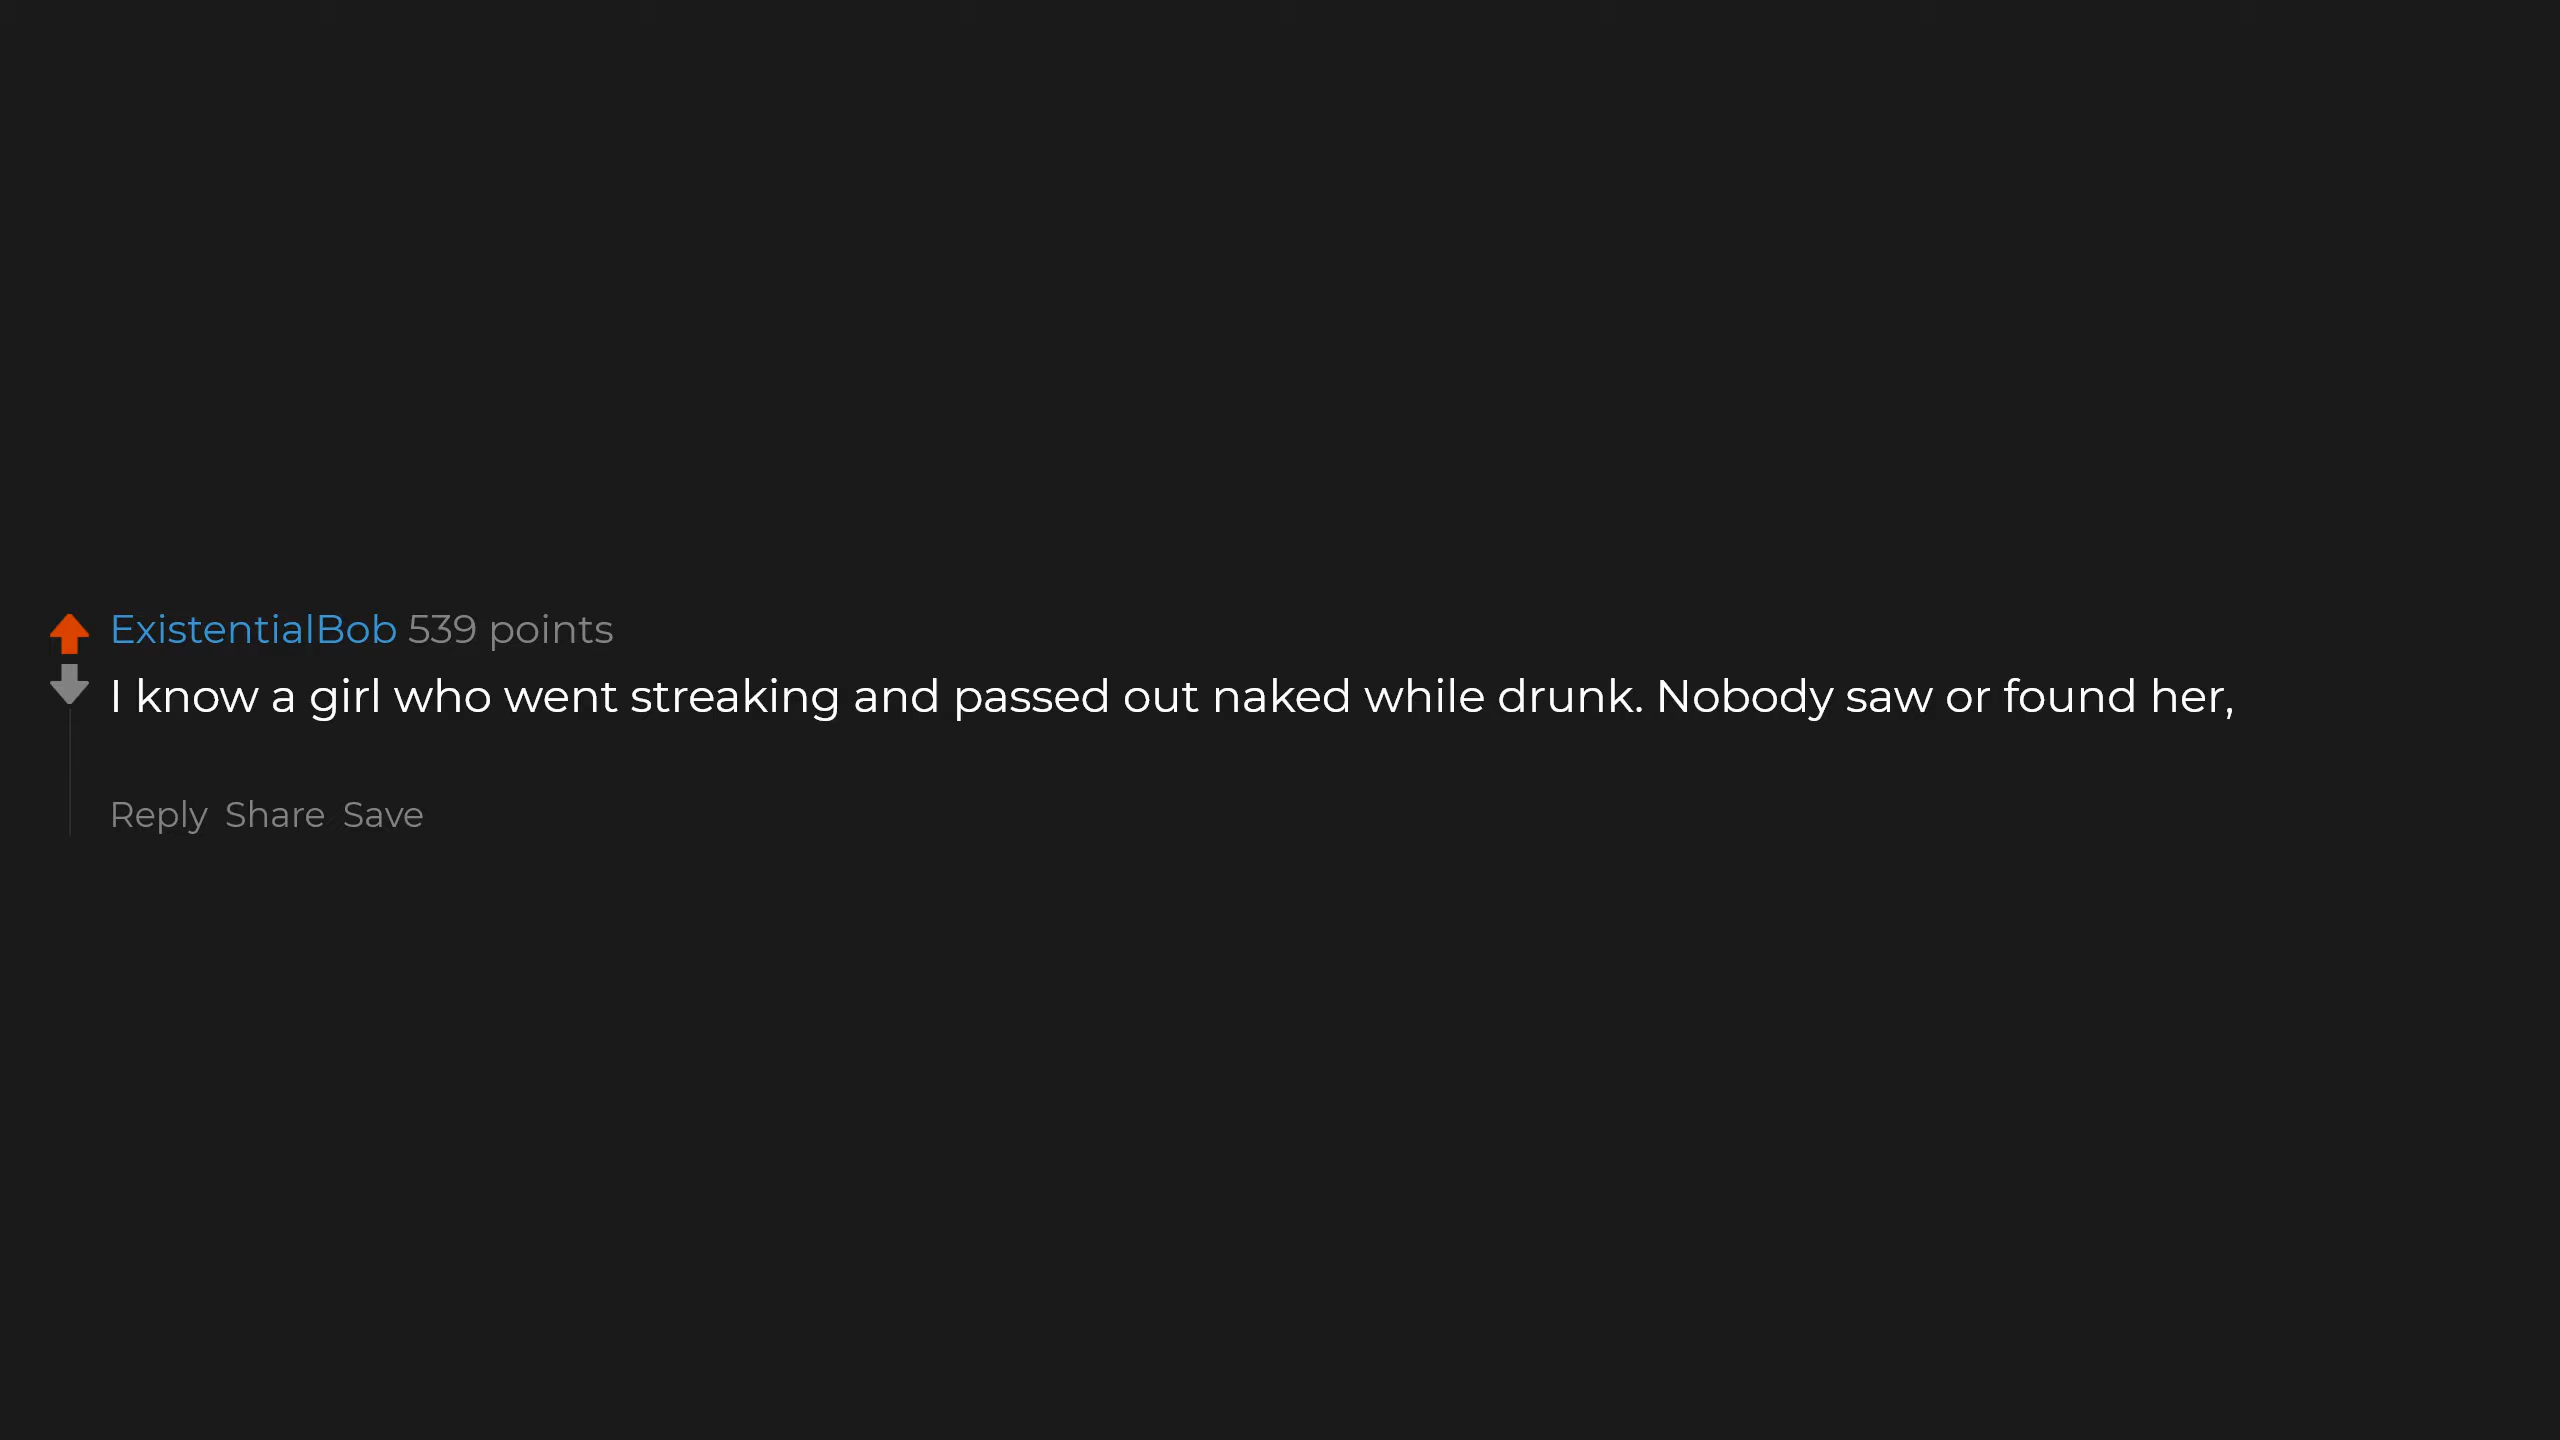 ExistentialBob 539 points
I know a girl who went streaking and passed out naked while drunk. Nobody saw or found her,
Reply Share Save